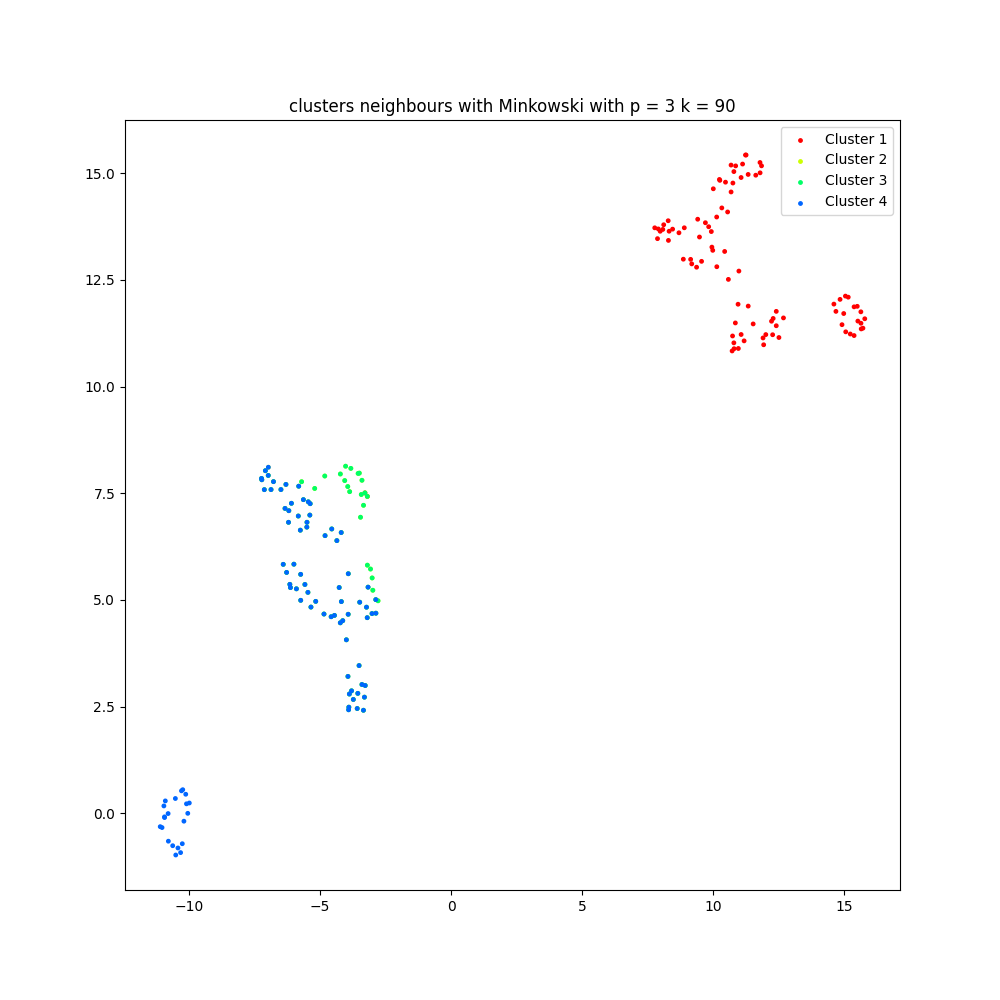 clusters neighbours with Minkowski with p = 3 k = 90
Cluster 1
Cluster 2
Cluster 3
Cluster 4
15.0
12.5
10.0
7.5
5.0
2.5
0.0
−10 −5 0 5 10 15